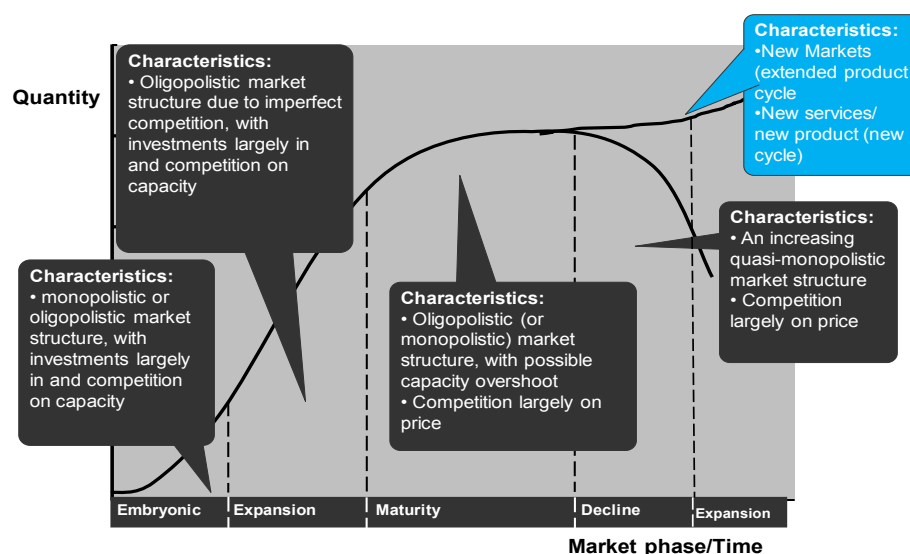 Quantity
Characteristics:
• Oligopolistic market
structure due to imperfect
competition, with
investments largely in
and competition on
capacity
Characteristics:
•New Markets
(extended product
cycle
•New services/
new product (new
cycle)
Characteristics:
• monopolistic or
oligopolistic market
structure, with
investments largely
in and competition
on capacity
Characteristics:
• Oligopolistic (or
monopolistic) market
structure, with possible
capacity overshoot
• Competition largely on
price
Characteristics:
• An increasing
quasi-monopolistic
market structure
• Competition
largely on price
Embryonic
Expansion
Maturity
Decline
Expansion
Market phase/Time